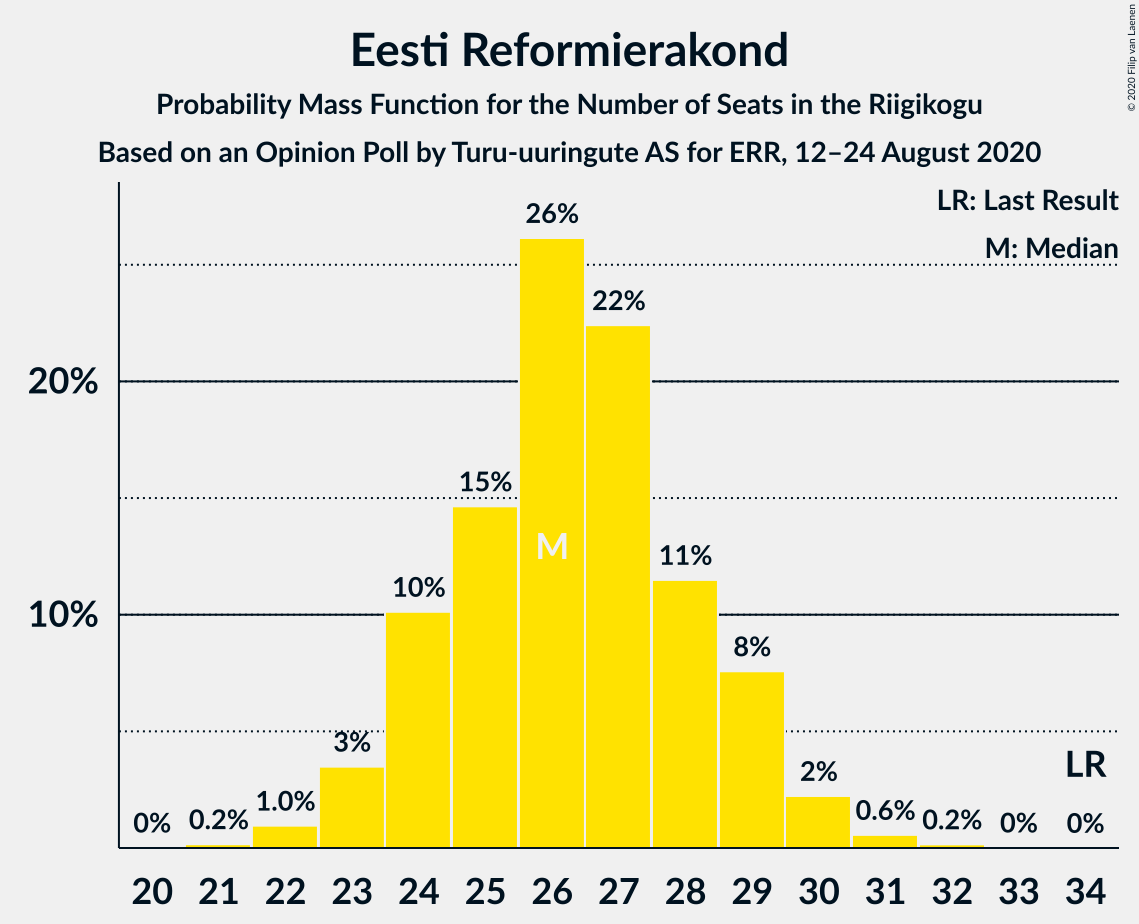 Eesti Reformierakond
Probability Mass Function for the Number of Seats in the Riigikogu
Based on an Opinion Poll by Turu-uuringute AS for ERR, 12–24 August 2020
© 2020 Filip van Laenen
LR: Last Result
M: Median
26%
22%
20%
15%
M
11%
10%
10%
8%
3%
2%
LR
0%
0.2%
1.0%
0.6%
0.2%
0%
0%
20 21 22 23 24 25 26 27 28 29 30 31 32 33 34